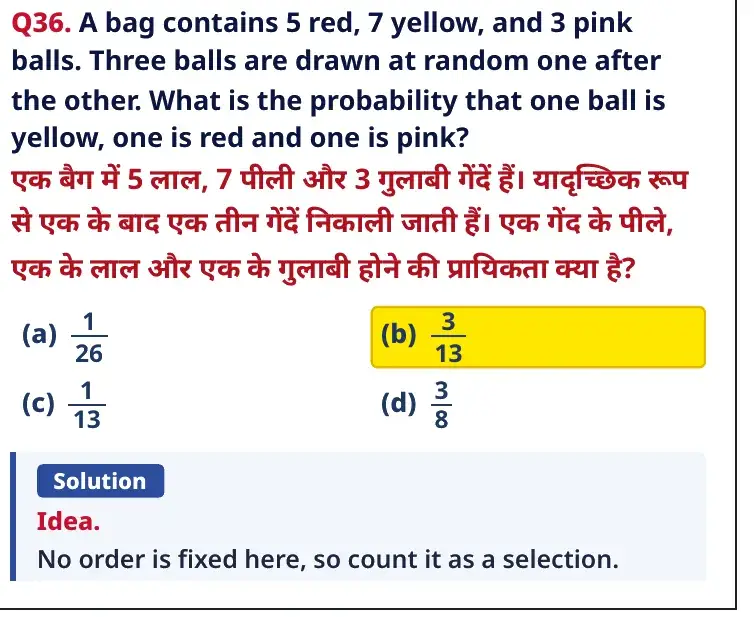 Q36. A bag contains 5 red, 7 yellow, and 3 pink
balls. Three balls are drawn at random one after
the other. What is the probability that one ball is
yellow, one is red and one is pink?
एक बैग में 5 लाल, 7 पीली और 3 गुलाबी गेंदें हैं। यादृच्छिक रूप
से एक के बाद एक तीन गेंदें निकाली जाती हैं। एक गेंद के पीले,
एक के लाल और एक के गुलाबी होने की प्रायिकता क्या है?
(a) 1/26 (b) 3/13
(c) 1/13 (d) 3/8
Solution
Idea.
No order is fixed here, so count it as a selection.